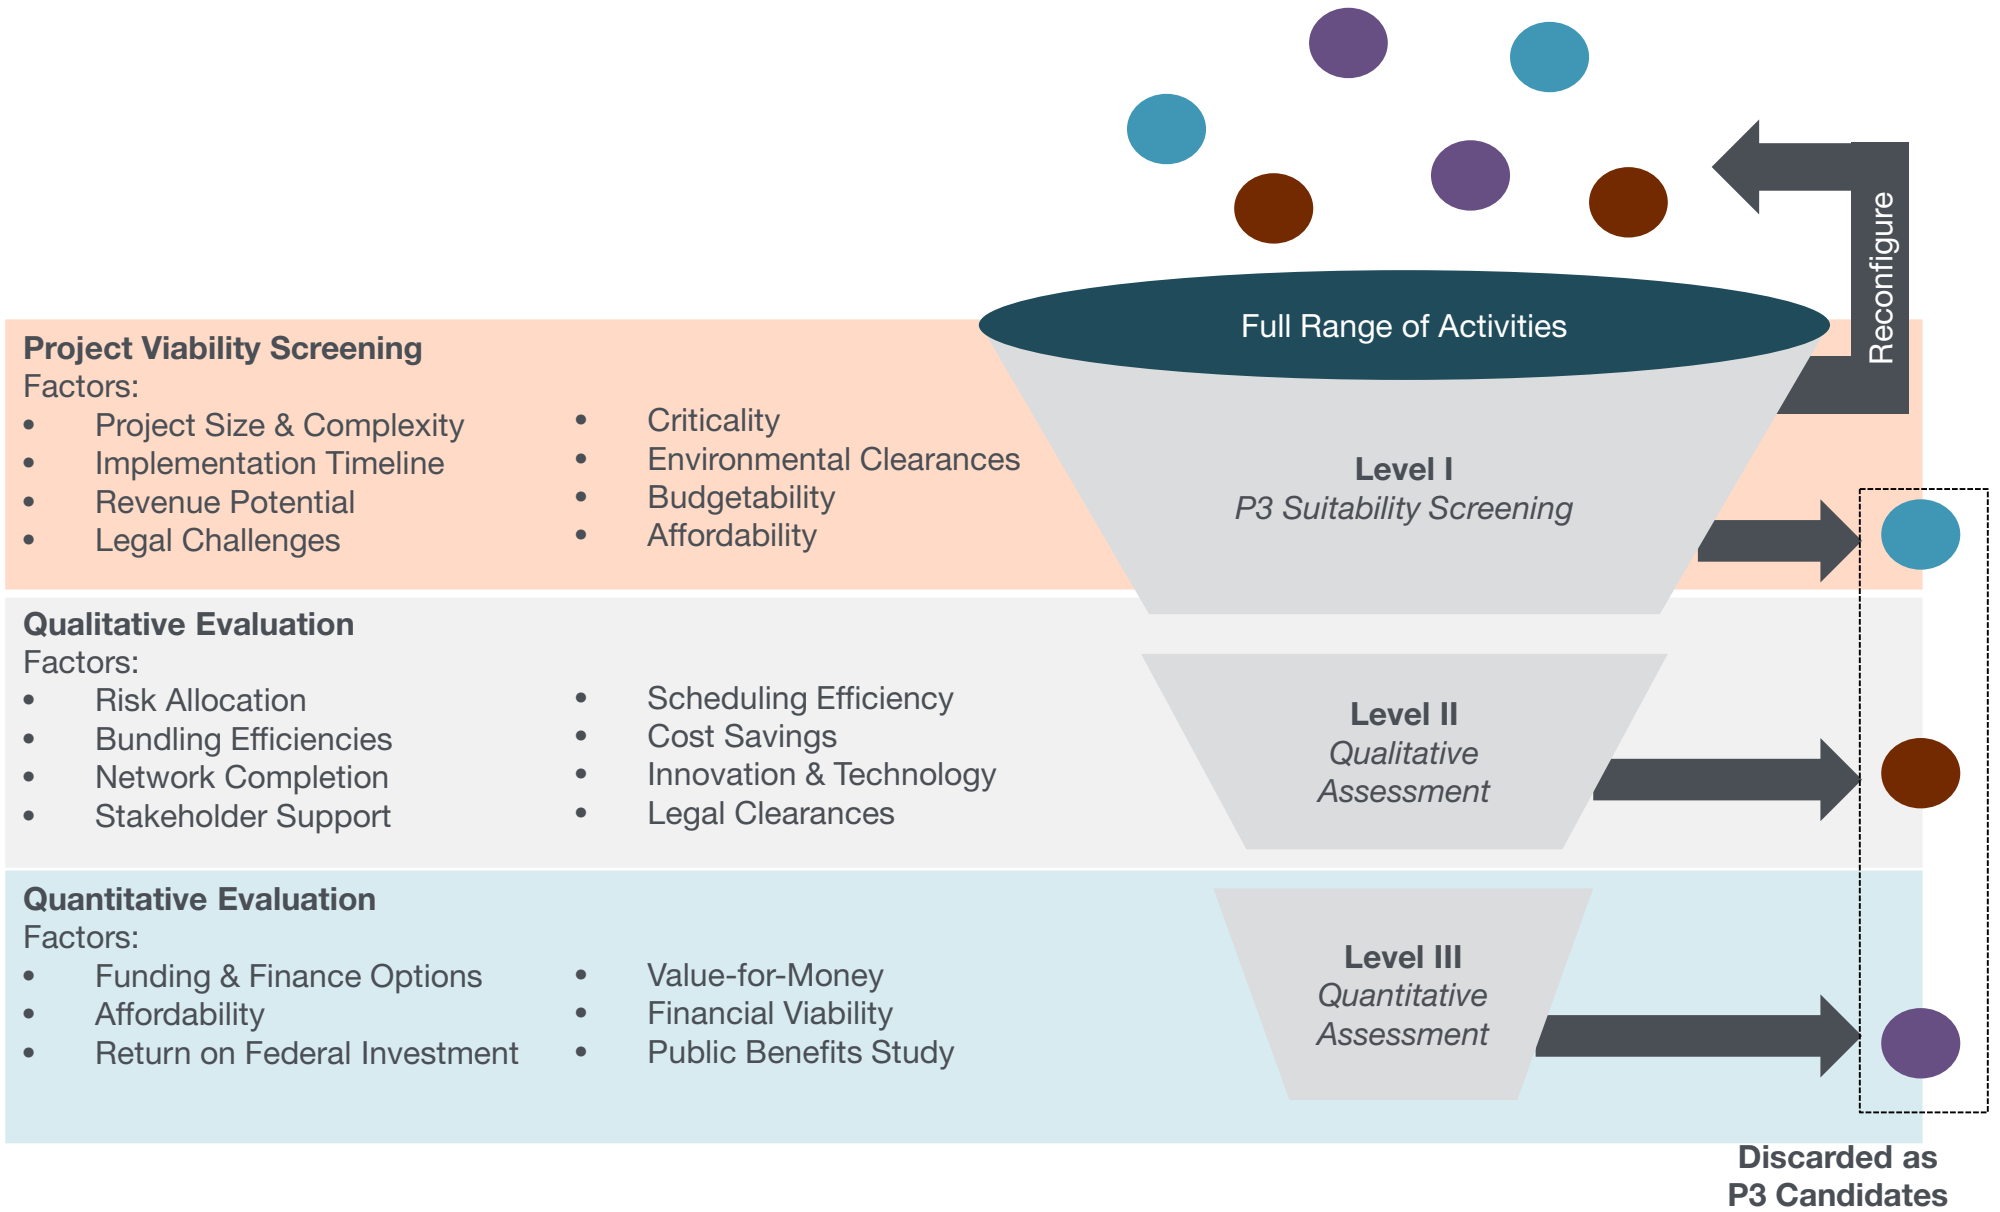 Full Range of Activities
Reconfigure
Project Viability Screening
Factors:
• Project Size & Complexity
• Implementation Timeline
• Revenue Potential
• Legal Challenges
• Criticality
• Environmental Clearances
• Budgetability
• Affordability
Level I
P3 Suitability Screening
Qualitative Evaluation
Factors:
• Risk Allocation
• Bundling Efficiencies
• Network Completion
• Stakeholder Support
• Scheduling Efficiency
• Cost Savings
• Innovation & Technology
• Legal Clearances
Level II
Qualitative
Assessment
Quantitative Evaluation
Factors:
• Funding & Finance Options
• Affordability
• Return on Federal Investment
• Value-for-Money
• Financial Viability
• Public Benefits Study
Level III
Quantitative
Assessment
Discarded as
P3 Candidates